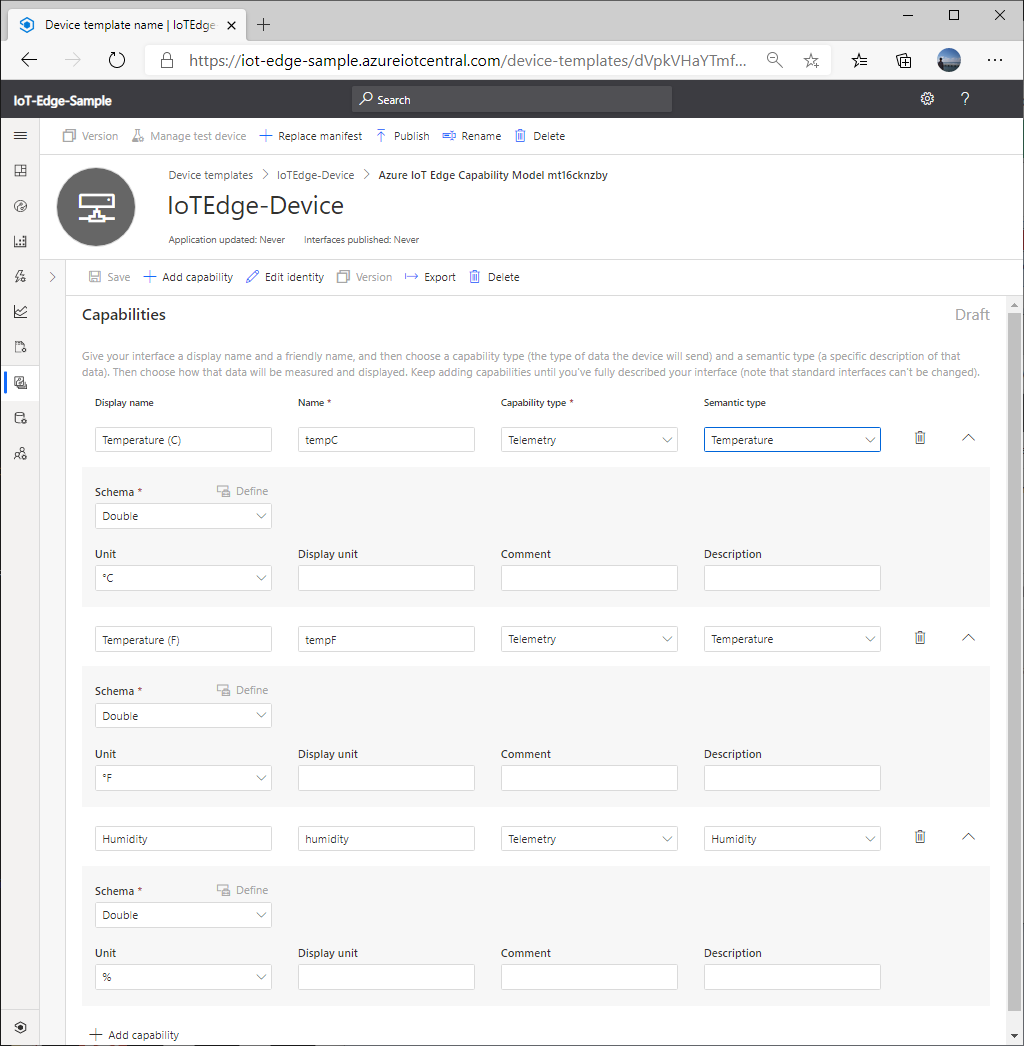 Device template name | IoTEdge
https://iot-edge-sample.azureiotcentral.com/device-templates/dVpkVHaYTmf...
IoT-Edge-Sample
Search
?
Version Manage test device Replace manifest Publish Rename Delete
Device templates > IoTEdge-Device > Azure IoT Edge Capability Model mt16cknzby
IoTEdge-Device
Application updated: Never Interfaces published: Never
Save Add capability Edit identity Version Export Delete
Capabilities Draft
Give your interface a display name and a friendly name, and then choose a capability type (the type of data the device will send) and a semantic type (a specific description of that
data). Then choose how that data will be measured and displayed. Keep adding capabilities until you've fully described your interface (note that standard interfaces can't be changed).
Display name Name * Capability type * Semantic type
Temperature (C) tempC Telemetry Temperature
Schema * Define
Double
Unit Display unit Comment Description
°C
Temperature (F) tempF Telemetry Temperature
Schema * Define
Double
Unit Display unit Comment Description
°F
Humidity humidity Telemetry Humidity
Schema * Define
Double
Unit Display unit Comment Description
%
Add capability